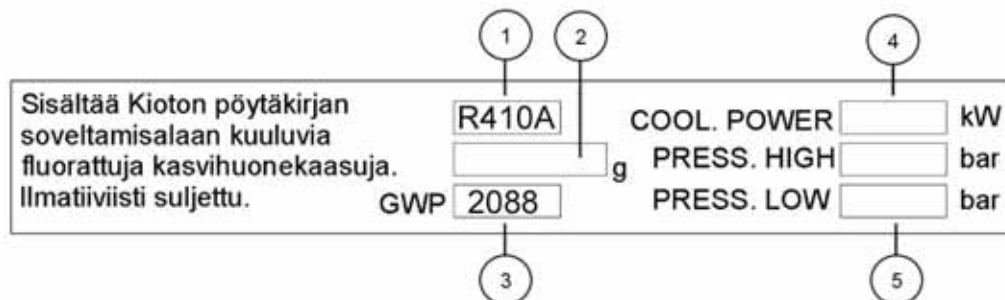 1
2
4
Sisältää Kioton pöytäkirjan
soveltamisalaan kuuluvia
fluorattuja kasvihuonekaasuja.
Ilmatiiviisti suljettu.
R410A
g
GWP 2088
COOL. POWER kW
PRESS. HIGH bar
PRESS. LOW bar
3
5